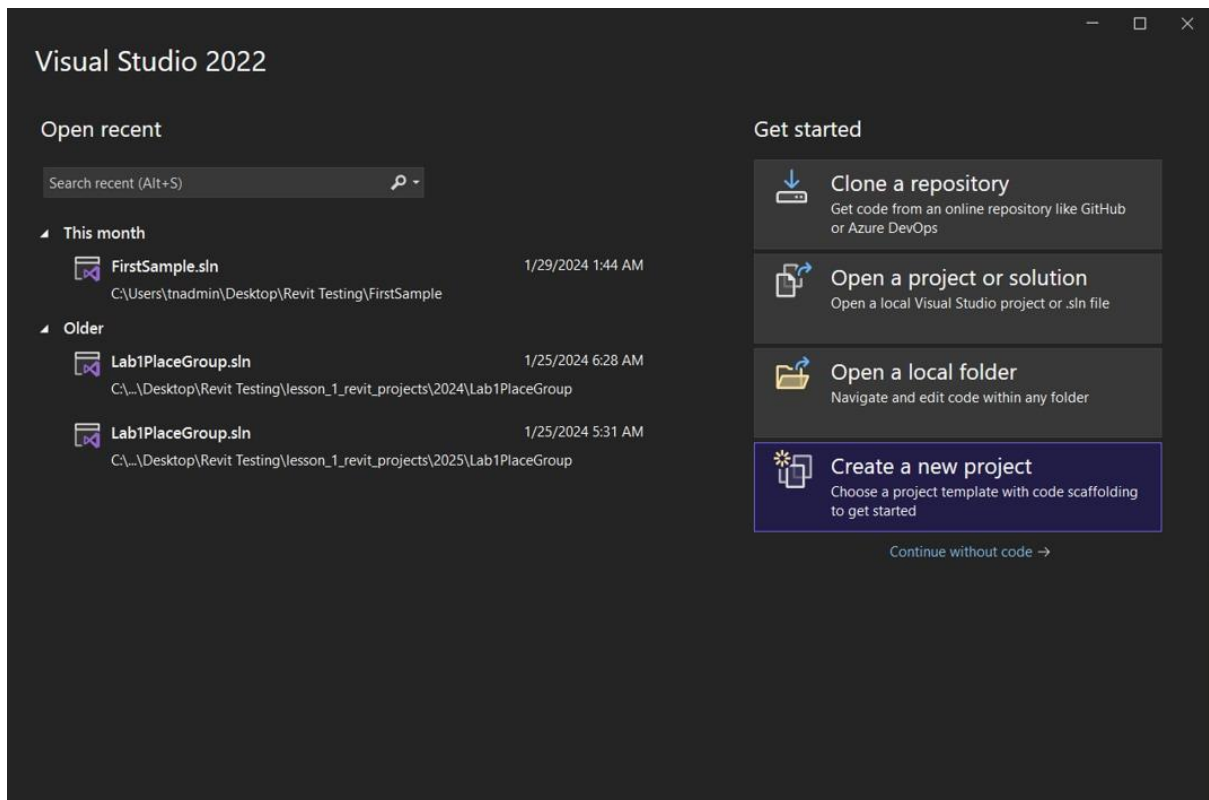 Visual Studio 2022
Open recent
Search recent (Alt+S)
This month
FirstSample.sln 1/29/2024 1:44 AM
C:\Users\tnadmin\Desktop\Revit Testing\FirstSample
Older
Lab1PlaceGroup.sln 1/25/2024 6:28 AM
C:\...\Desktop\Revit Testing\lesson_1_revit_projects\2024\Lab1PlaceGroup
Lab1PlaceGroup.sln 1/25/2024 5:31 AM
C:\...\Desktop\Revit Testing\lesson_1_revit_projects\2025\Lab1PlaceGroup
Get started
Clone a repository
Get code from an online repository like GitHub
or Azure DevOps
Open a project or solution
Open a local Visual Studio project or .sln file
Open a local folder
Navigate and edit code within any folder
Create a new project
Choose a project template with code scaffolding
to get started
Continue without code →